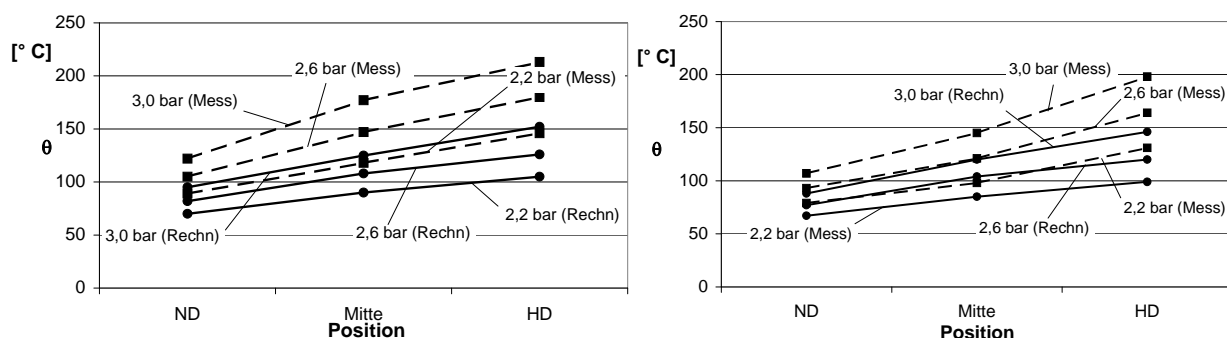 250
[° C]
200
150
θ
100
50
0
2,6 bar (Mess)
2,2 bar (Mess)
3,0 bar (Mess)
2,2 bar (Rechn)
3,0 bar (Rechn)
2,6 bar (Rechn)
ND
Mitte
HD
Position
250
[° C]
200
150
θ
100
50
0
3,0 bar (Mess)
3,0 bar (Rechn)
2,6 bar (Mess)
2,2 bar (Mess)
2,2 bar (Mess)
2,6 bar (Rechn)
ND
Mitte
HD
Position